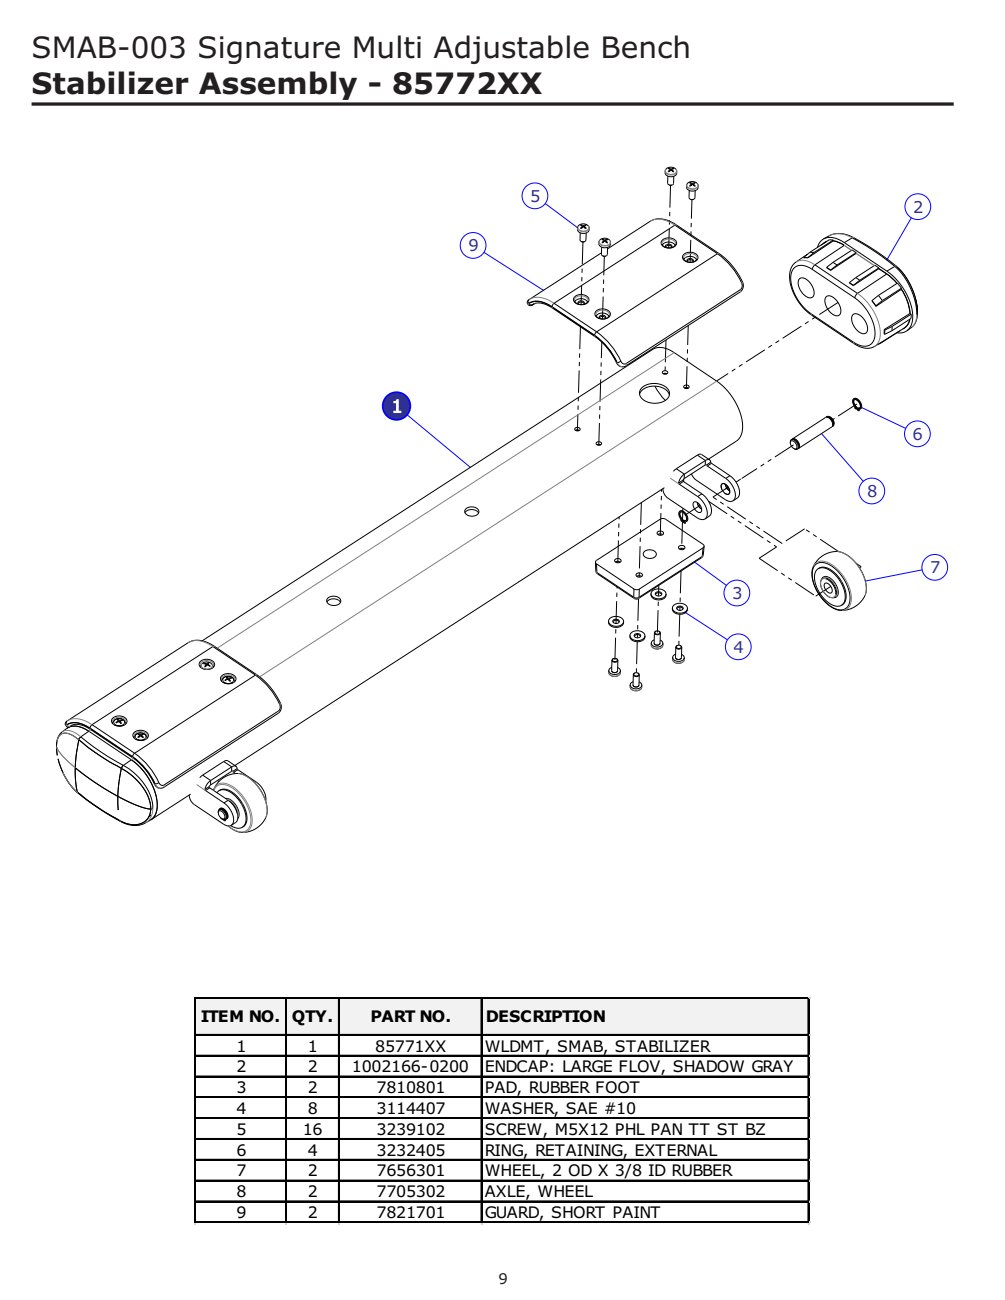 SMAB-003 Signature Multi Adjustable Bench
Stabilizer Assembly - 85772XX
5
2
9
1
6
8
7
3
4
ITEM NO. QTY. PART NO. DESCRIPTION
1 1 85771XX WLDMT, SMAB, STABILIZER
2 2 1002166-0200 ENDCAP: LARGE FLOV, SHADOW GRAY
3 2 7810801 PAD, RUBBER FOOT
4 8 3114407 WASHER, SAE #10
5 16 3239102 SCREW, M5X12 PHL PAN TT ST BZ
6 4 3232405 RING, RETAINING, EXTERNAL
7 2 7656301 WHEEL, 2 OD X 3/8 ID RUBBER
8 2 7705302 AXLE, WHEEL
9 2 7821701 GUARD, SHORT PAINT
9